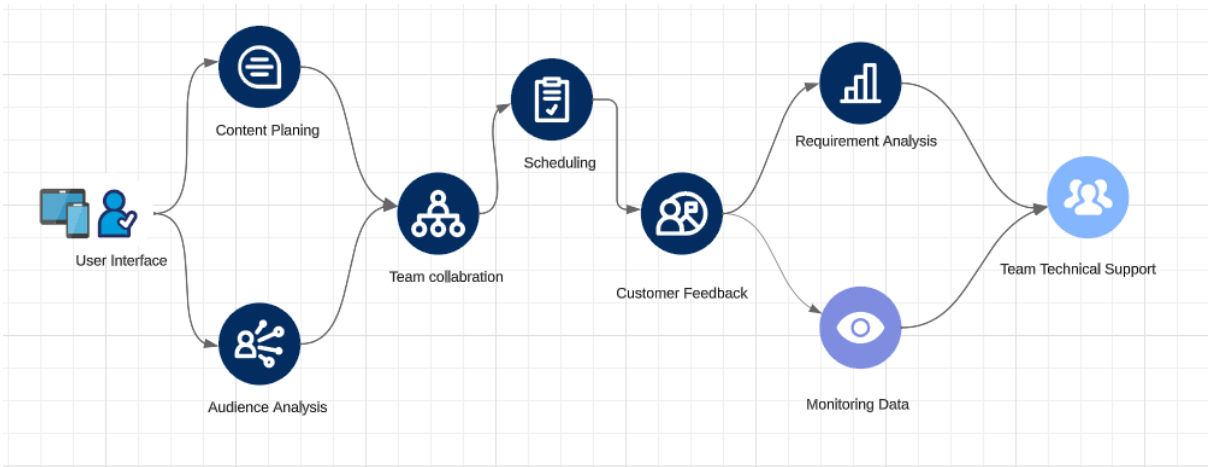 Content Planing
Requirement Analysis
Scheduling
User Interface
Team collabration
Team Technical Support
Customer Feedback
Audience Analysis
Monitoring Data